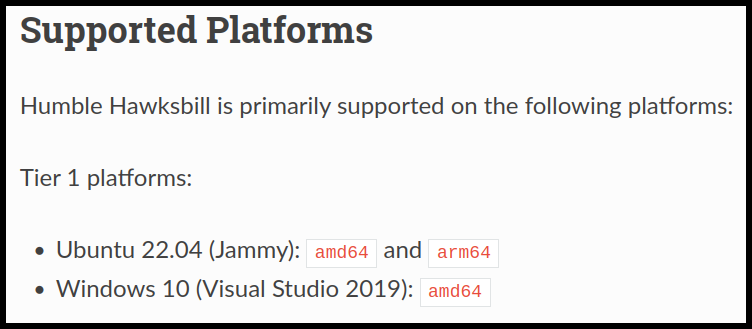 Supported Platforms
Humble Hawksbill is primarily supported on the following platforms:
Tier 1 platforms:
• Ubuntu 22.04 (Jammy): amd64 and arm64
• Windows 10 (Visual Studio 2019): amd64